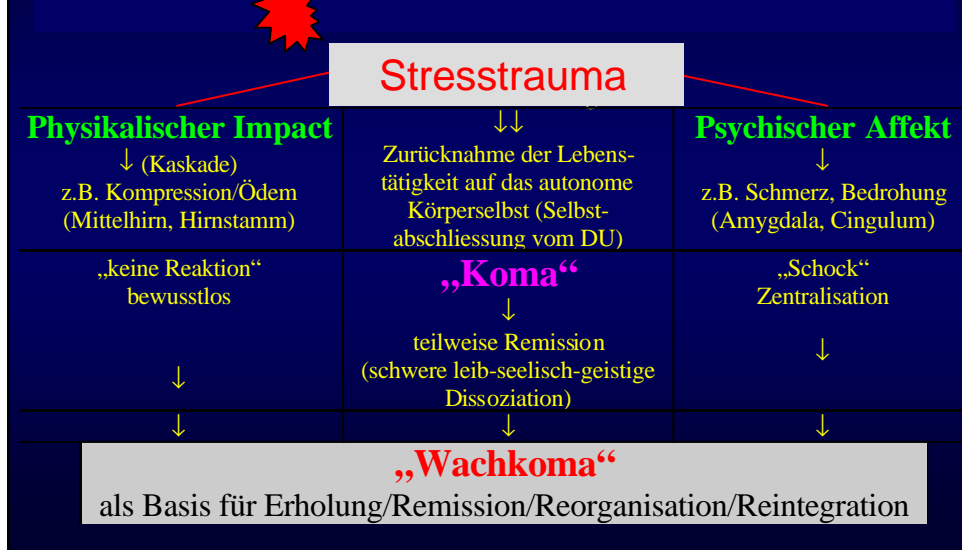 Stresstrauma
Physikalischer Impact
↓ (Kaskade)
z.B. Kompression/Ödem
(Mittelhirn, Hirnstamm)
↓↓
Zurücknahme der Lebens-
tätigkeit auf das autonome
Körperselbst (Selbst-
abschliessung vom DU)
Psychischer Affekt
↓
z.B. Schmerz, Bedrohung
(Amygdala, Cingulum)
„keine Reaktion“
bewusstlos
↓
„Koma“
↓
teilweise Remission
(schwere leib-seelisch-geistige
Dissoziation)
„Schock“
Zentralisation
↓
↓ ↓ ↓
„Wachkoma“
als Basis für Erholung/Remission/Reorganisation/Reintegration